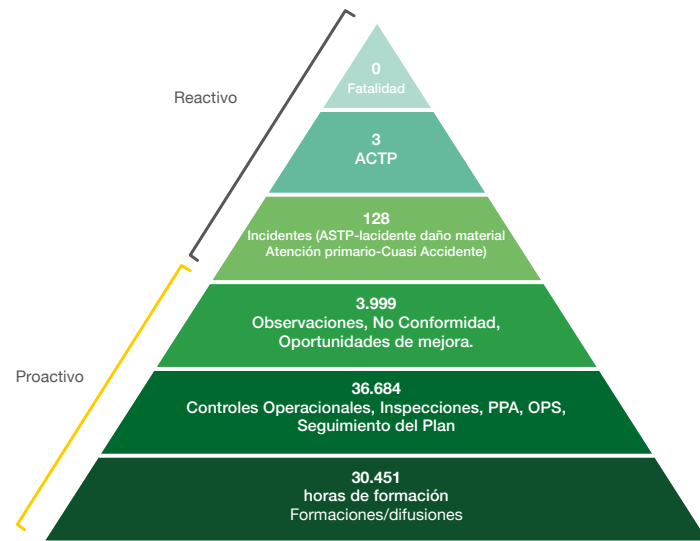 0
Fatalidad
Reactivo
3
ACTP
128
Incidentes (ASTP-Iacidente daño material
Atención primario-Cuasi Accidente)
3.999
Observaciones, No Conformidad,
Oportunidades de mejora.
Proactivo
36.684
Controles Operacionales, Inspecciones, PPA, OPS,
Seguimiento del Plan
30.451
horas de formación
Formaciones/difusiones